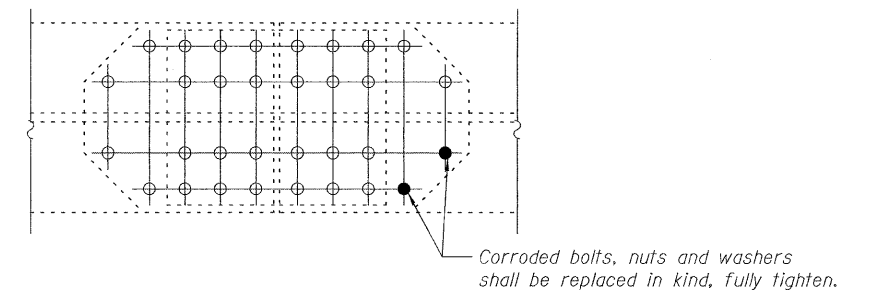 Corroded bolts, nuts and washers
shall be replaced in kind, fully tighten.